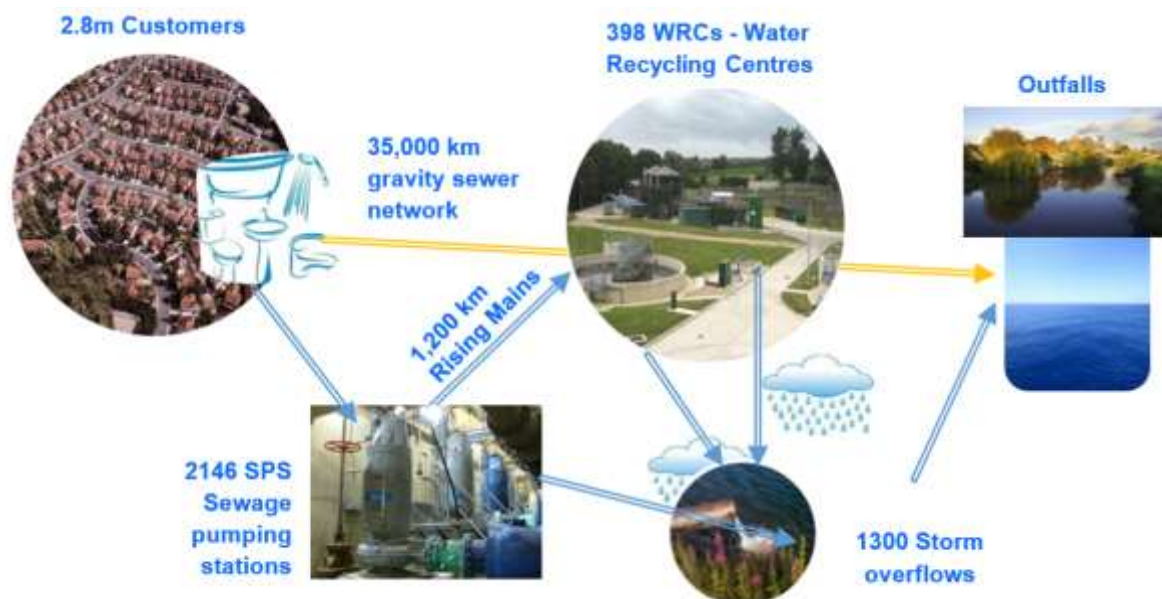 2.8m Customers
398 WRCs - Water
Recycling Centres
Outfalls
35,000 km
gravity sewer
network
1,200 km
Rising Mains
2146 SPS
Sewage
pumping
stations
1300 Storm
overflows